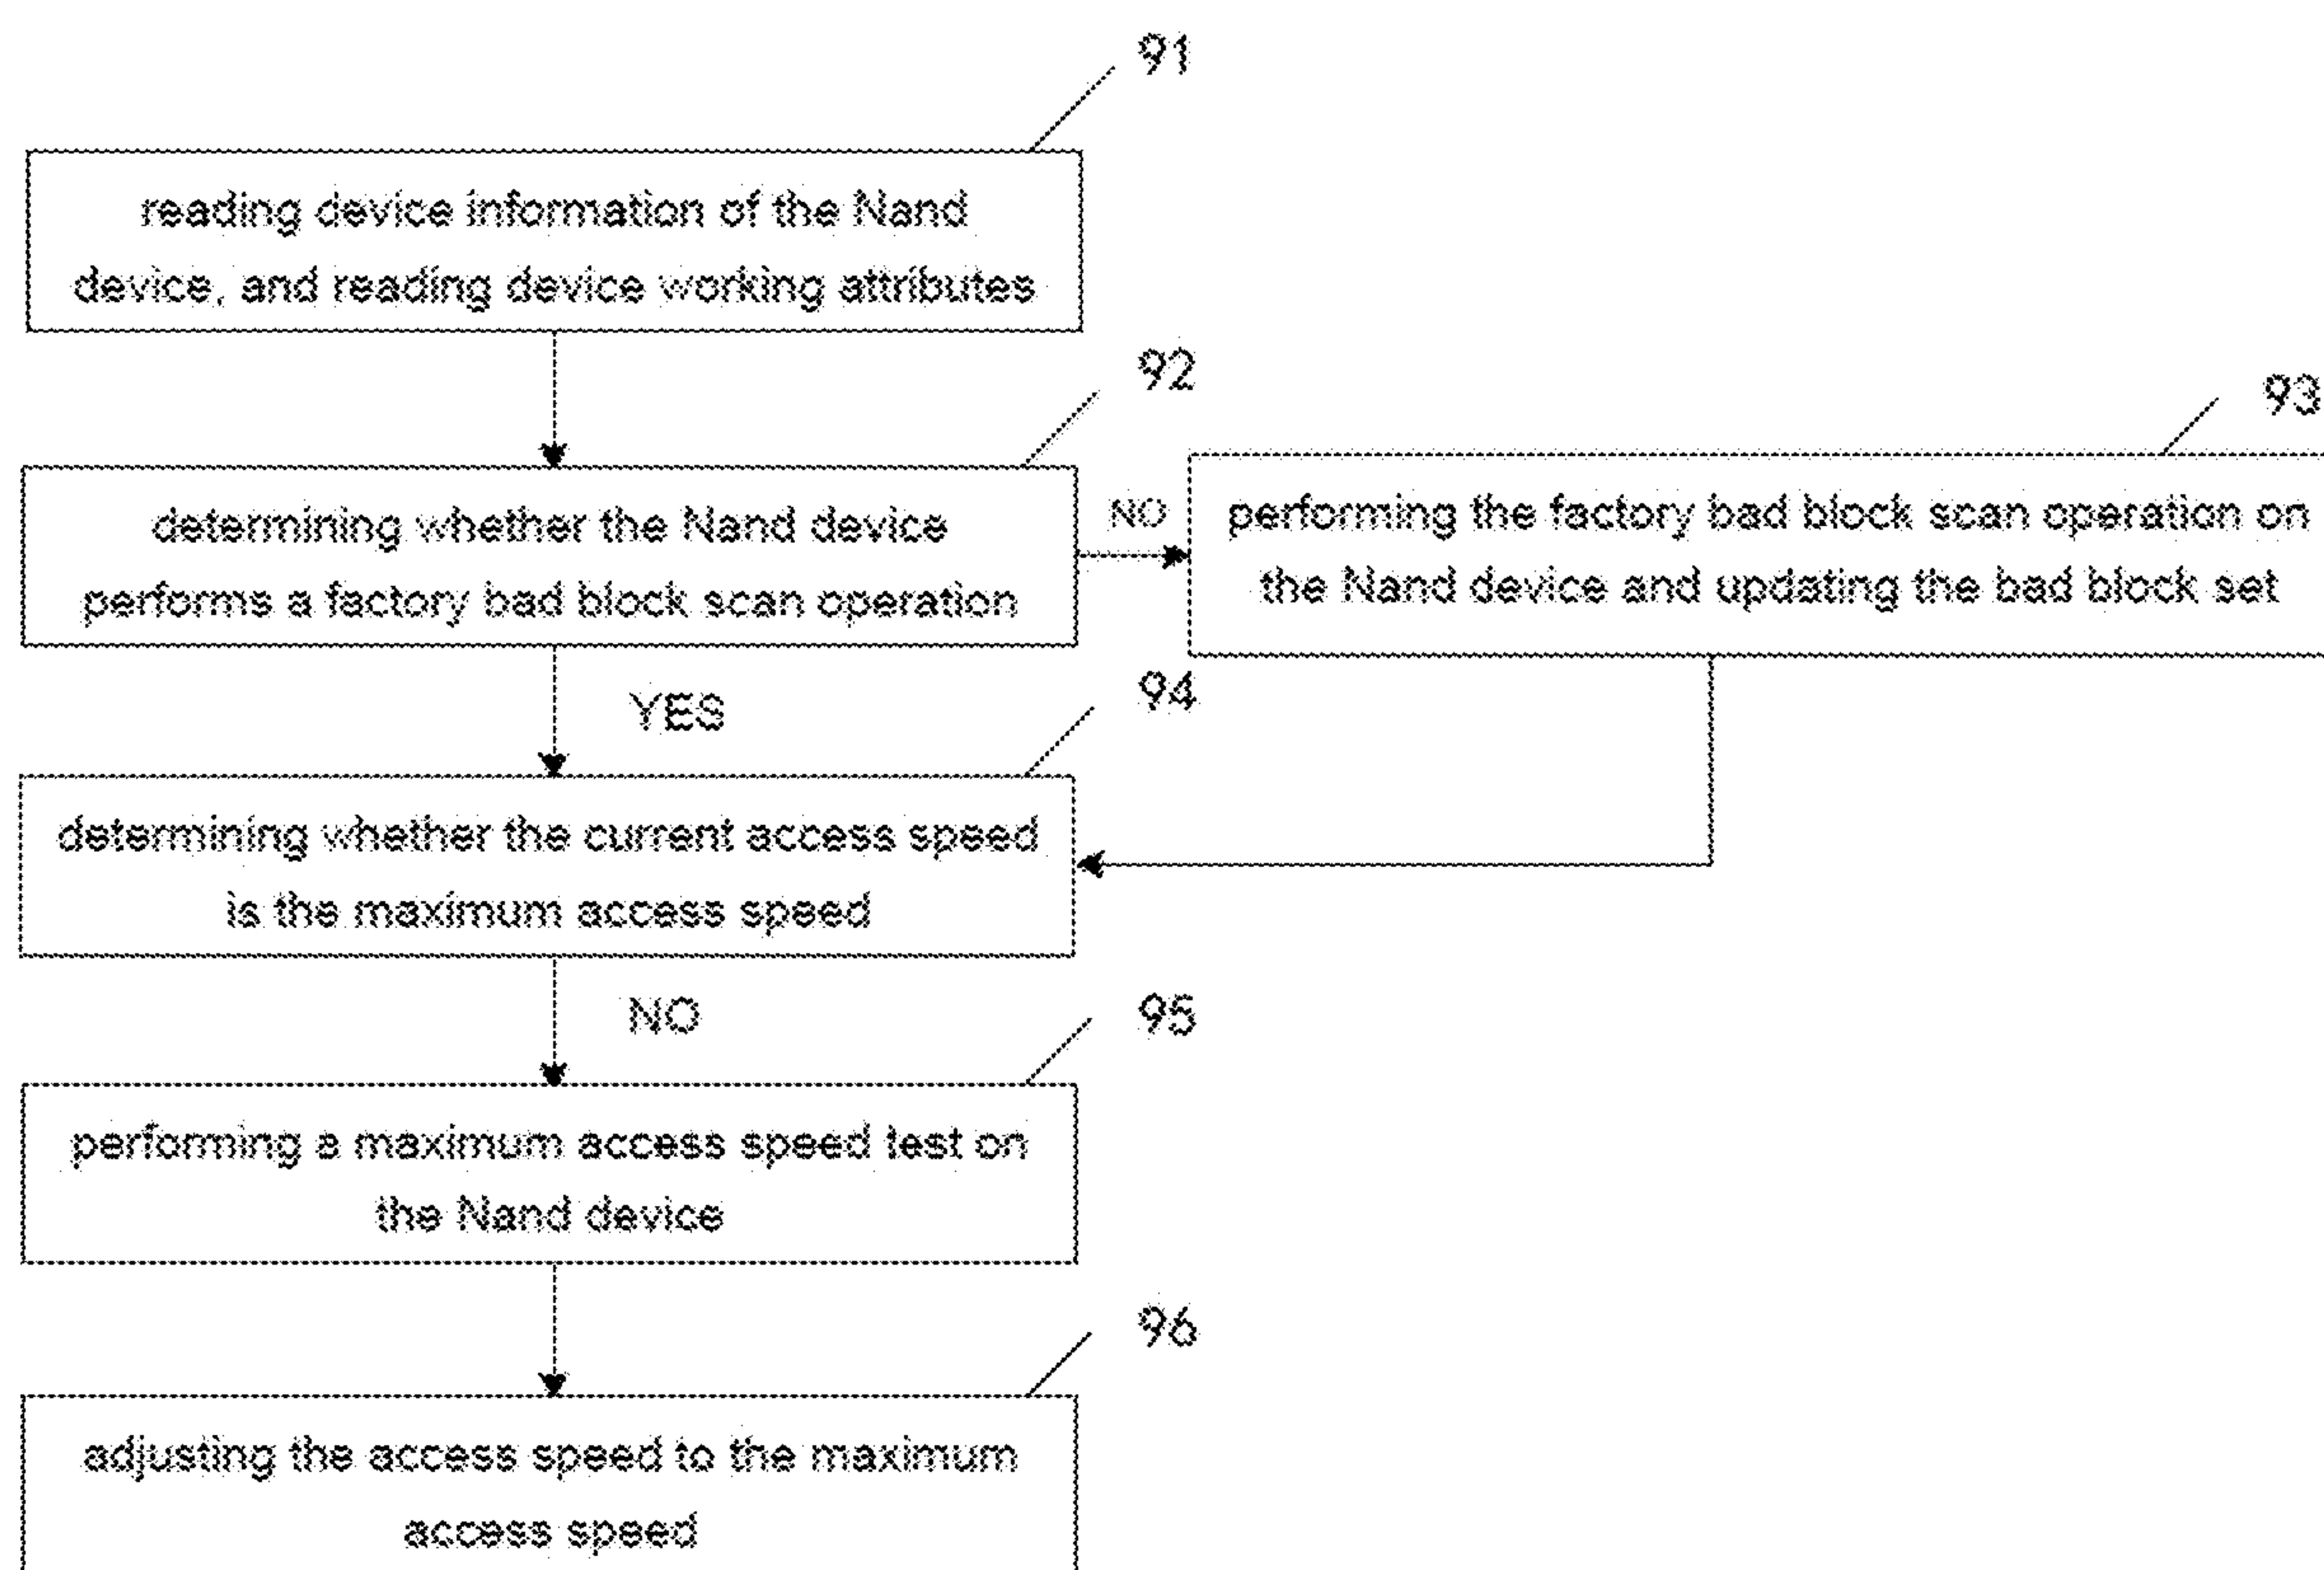 91
reading device information of the Nand
device, and reading device working attributes
92
determining whether the Nand device
performs a factory bad block scan operation
NO
93
performing the factory bad block scan operation on
the Nand device and updating the bad block set
YES
94
determining whether the current access speed
is the maximum access speed
NO
95
performing a maximum access speed test on
the Nand device
96
adjusting the access speed to the maximum
access speed